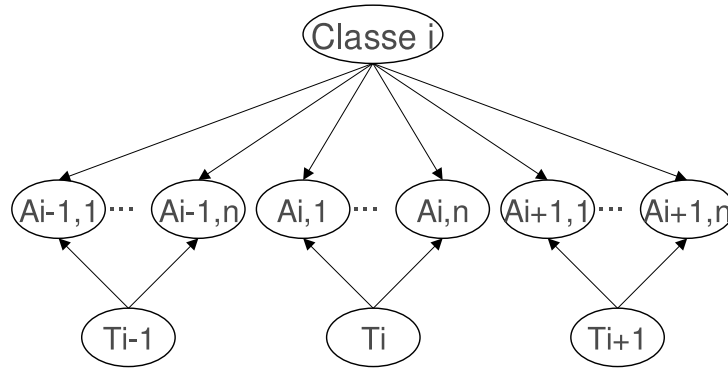 Classe i
Ai-1,1 ... Ai-1,n Ai,1 ... Ai,n Ai+1,1 ... Ai+1,n
Ti-1 Ti Ti+1